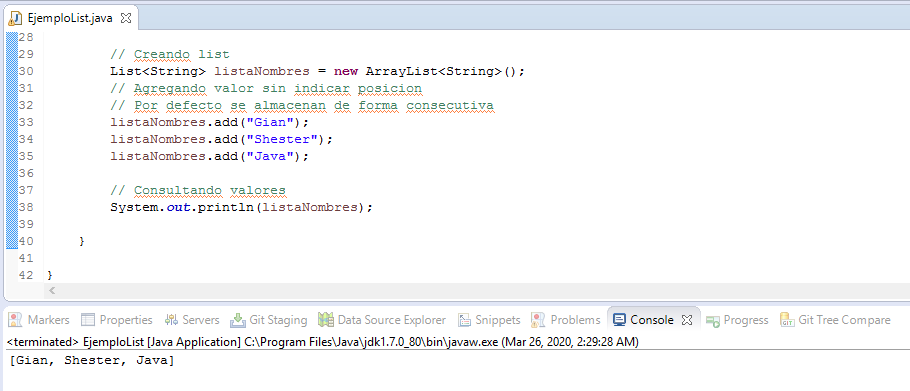 EjemploList.java
28
29 // Creando list
30 List<String> listaNombres = new ArrayList<String>();
31 // Agregando valor sin indicar posicion
32 // Por defecto se almacenan de forma consecutiva
33 listaNombres.add("Gian");
34 listaNombres.add("Shester");
35 listaNombres.add("Java");
36
37 // Consultando valores
38 System.out.println(listaNombres);
39
40 }
41
42 }
Markers Properties Servers Git Staging Data Source Explorer Snippets Problems Console Progress Git Tree Compare
<terminated> EjemploList [Java Application] C:\Program Files\Java\jdk1.7.0_80\bin\javaw.exe (Mar 26, 2020, 2:29:28 AM)
[Gian, Shester, Java]